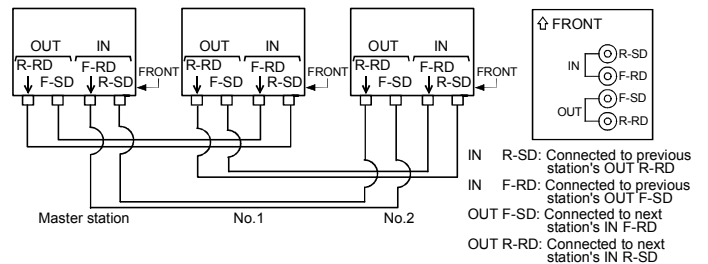 OUT IN
R-RD F-RD
F-SD R-SD
FRONT
OUT IN
R-RD F-RD
F-SD R-SD
FRONT
OUT IN
R-RD F-RD
F-SD R-SD
FRONT
Master station No.1 No.2
FRONT
R-SD
IN
F-RD
F-SD
OUT
R-RD
IN R-SD: Connected to previous
station's OUT R-RD
IN F-RD: Connected to previous
station's OUT F-SD
OUT F-SD: Connected to next
station's IN F-RD
OUT R-RD: Connected to next
station's IN R-SD